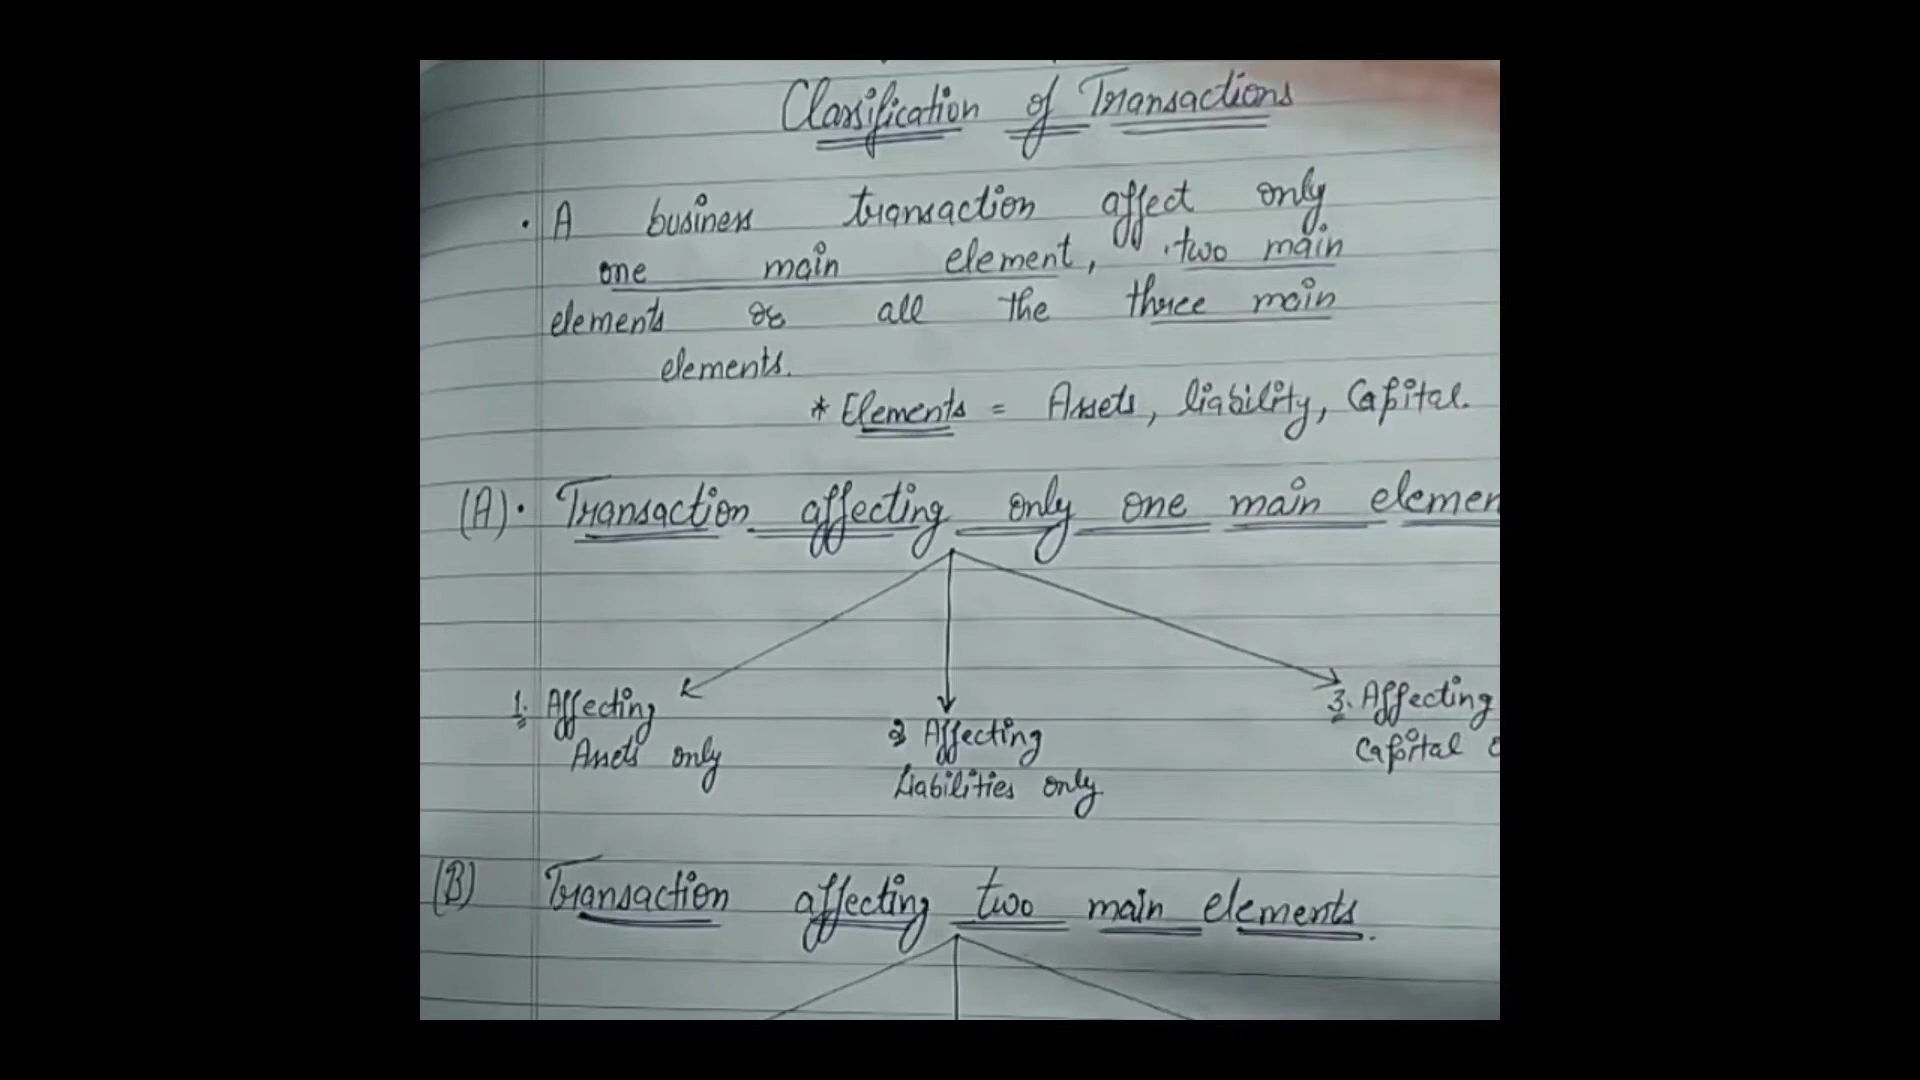 Classification of Transactions
• A business transaction affect only
one main element, two main
elements or all the three main
elements.
* Elements = Assets, liability, Capital.
(A). Transaction affecting only one main elemen
1. Affecting
Assets only
2 Affecting
Liabilities only
3. Affecting
Capital
(B) Transaction affecting two main elements.